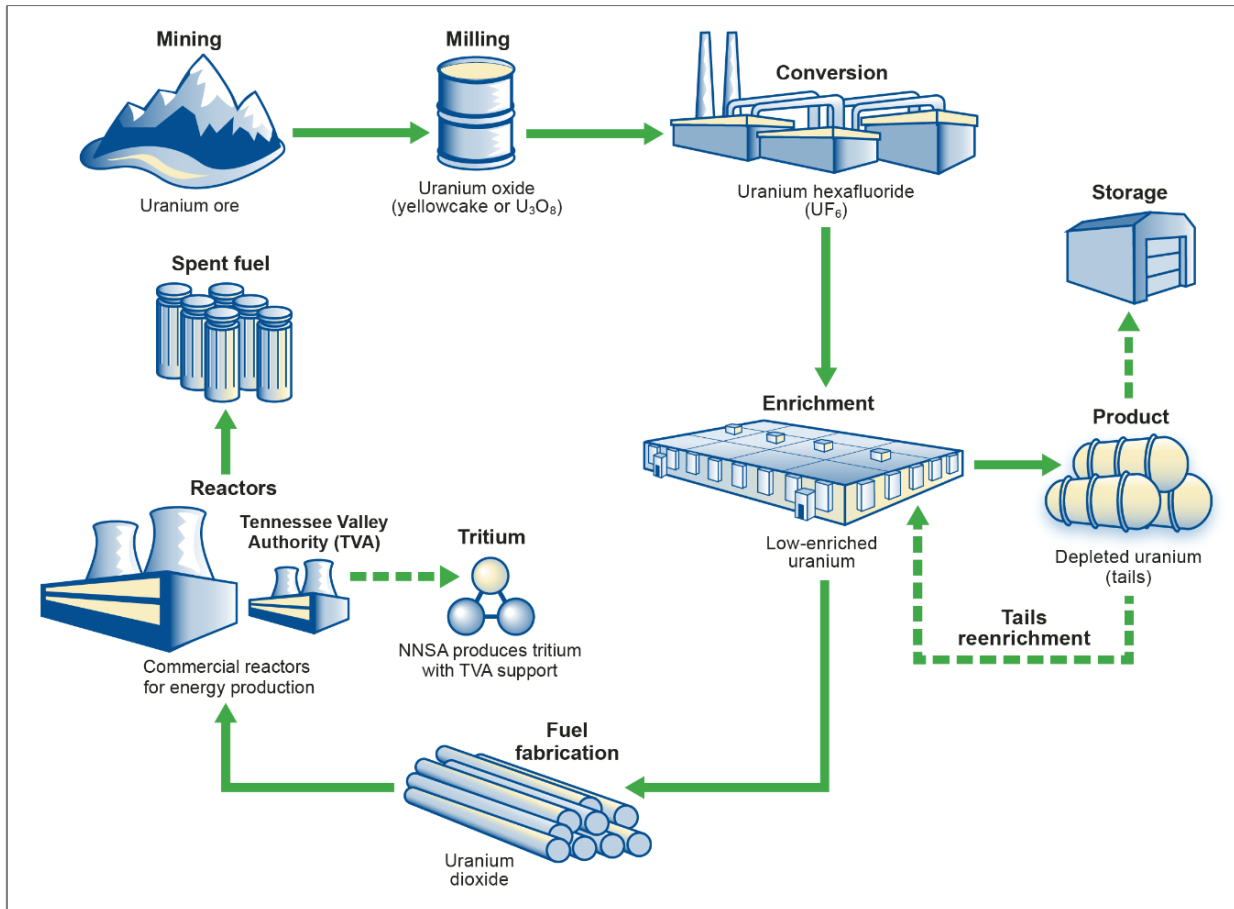 Mining
Uranium ore
Milling
Uranium oxide
(yellowcake or U₃O₈)
Conversion
Uranium hexafluoride
(UF₆)
Storage
Spent fuel
Enrichment
Low-enriched
uranium
Product
Depleted uranium
(tails)
Tails
reenrichment
Reactors
Tennessee Valley
Authority (TVA)
Commercial reactors
for energy production
Tritium
NNSA produces tritium
with TVA support
Fuel
fabrication
Uranium
dioxide